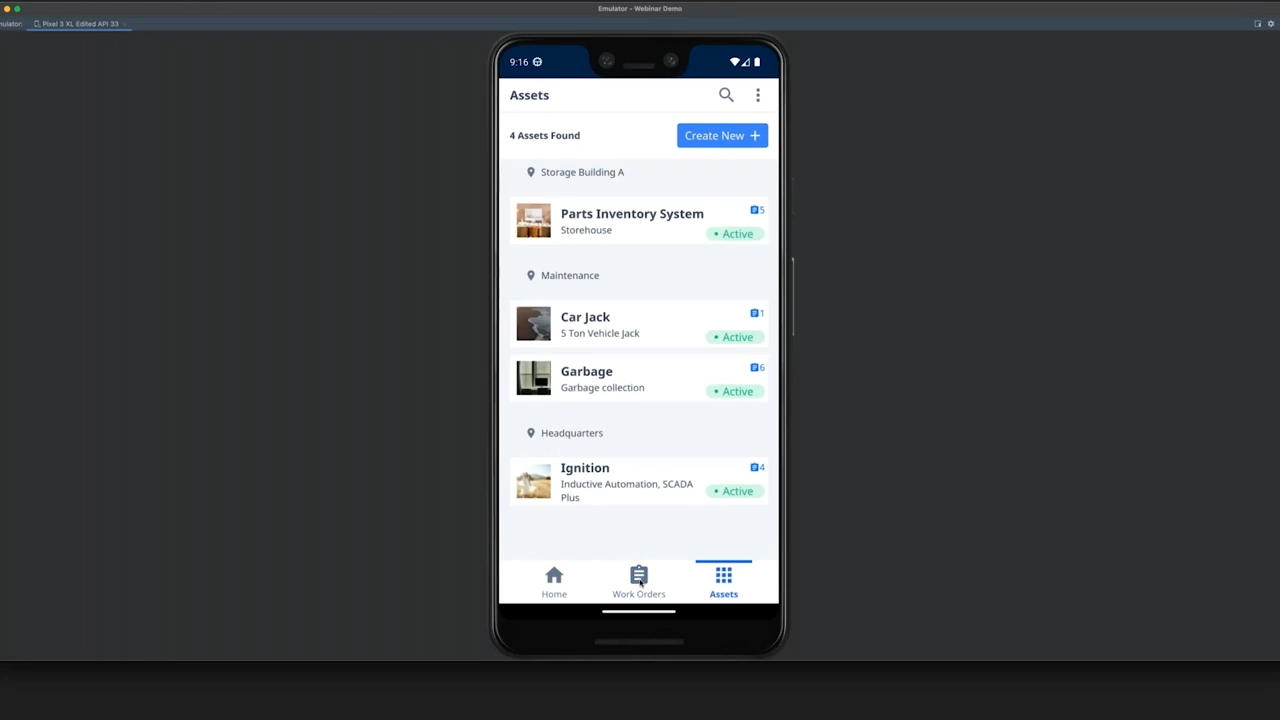 Emulator - Webinar Demo
mulator:
Pixel 3 XL Edited API 33
9:16
Assets
4 Assets Found
Create New +
Storage Building A
Parts Inventory System
5
Storehouse
• Active
Maintenance
Car Jack
1
5 Ton Vehicle Jack
• Active
Garbage
6
Garbage collection
• Active
Headquarters
Ignition
4
Inductive Automation, SCADA
Plus
• Active
Home
Work Orders
Assets